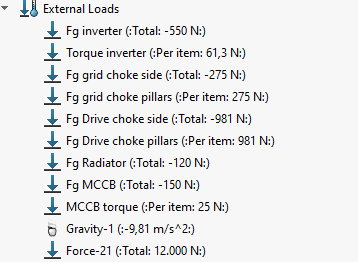 External Loads
Fg inverter (:Total: -550 N:)
Torque inverter (:Per item: 61,3 N:)
Fg grid choke side (:Total: -275 N:)
Fg grid choke pillars (:Per item: 275 N:)
Fg Drive choke side (:Total: -981 N:)
Fg Drive choke pillars (:Per item: 981 N:)
Fg Radiator (:Total: -120 N:)
Fg MCCB (:Total: -150 N:)
MCCB torque (:Per item: 25 N:)
Gravity-1 (:-9,81 m/s^2:)
Force-21 (:Total: 12.000 N:)